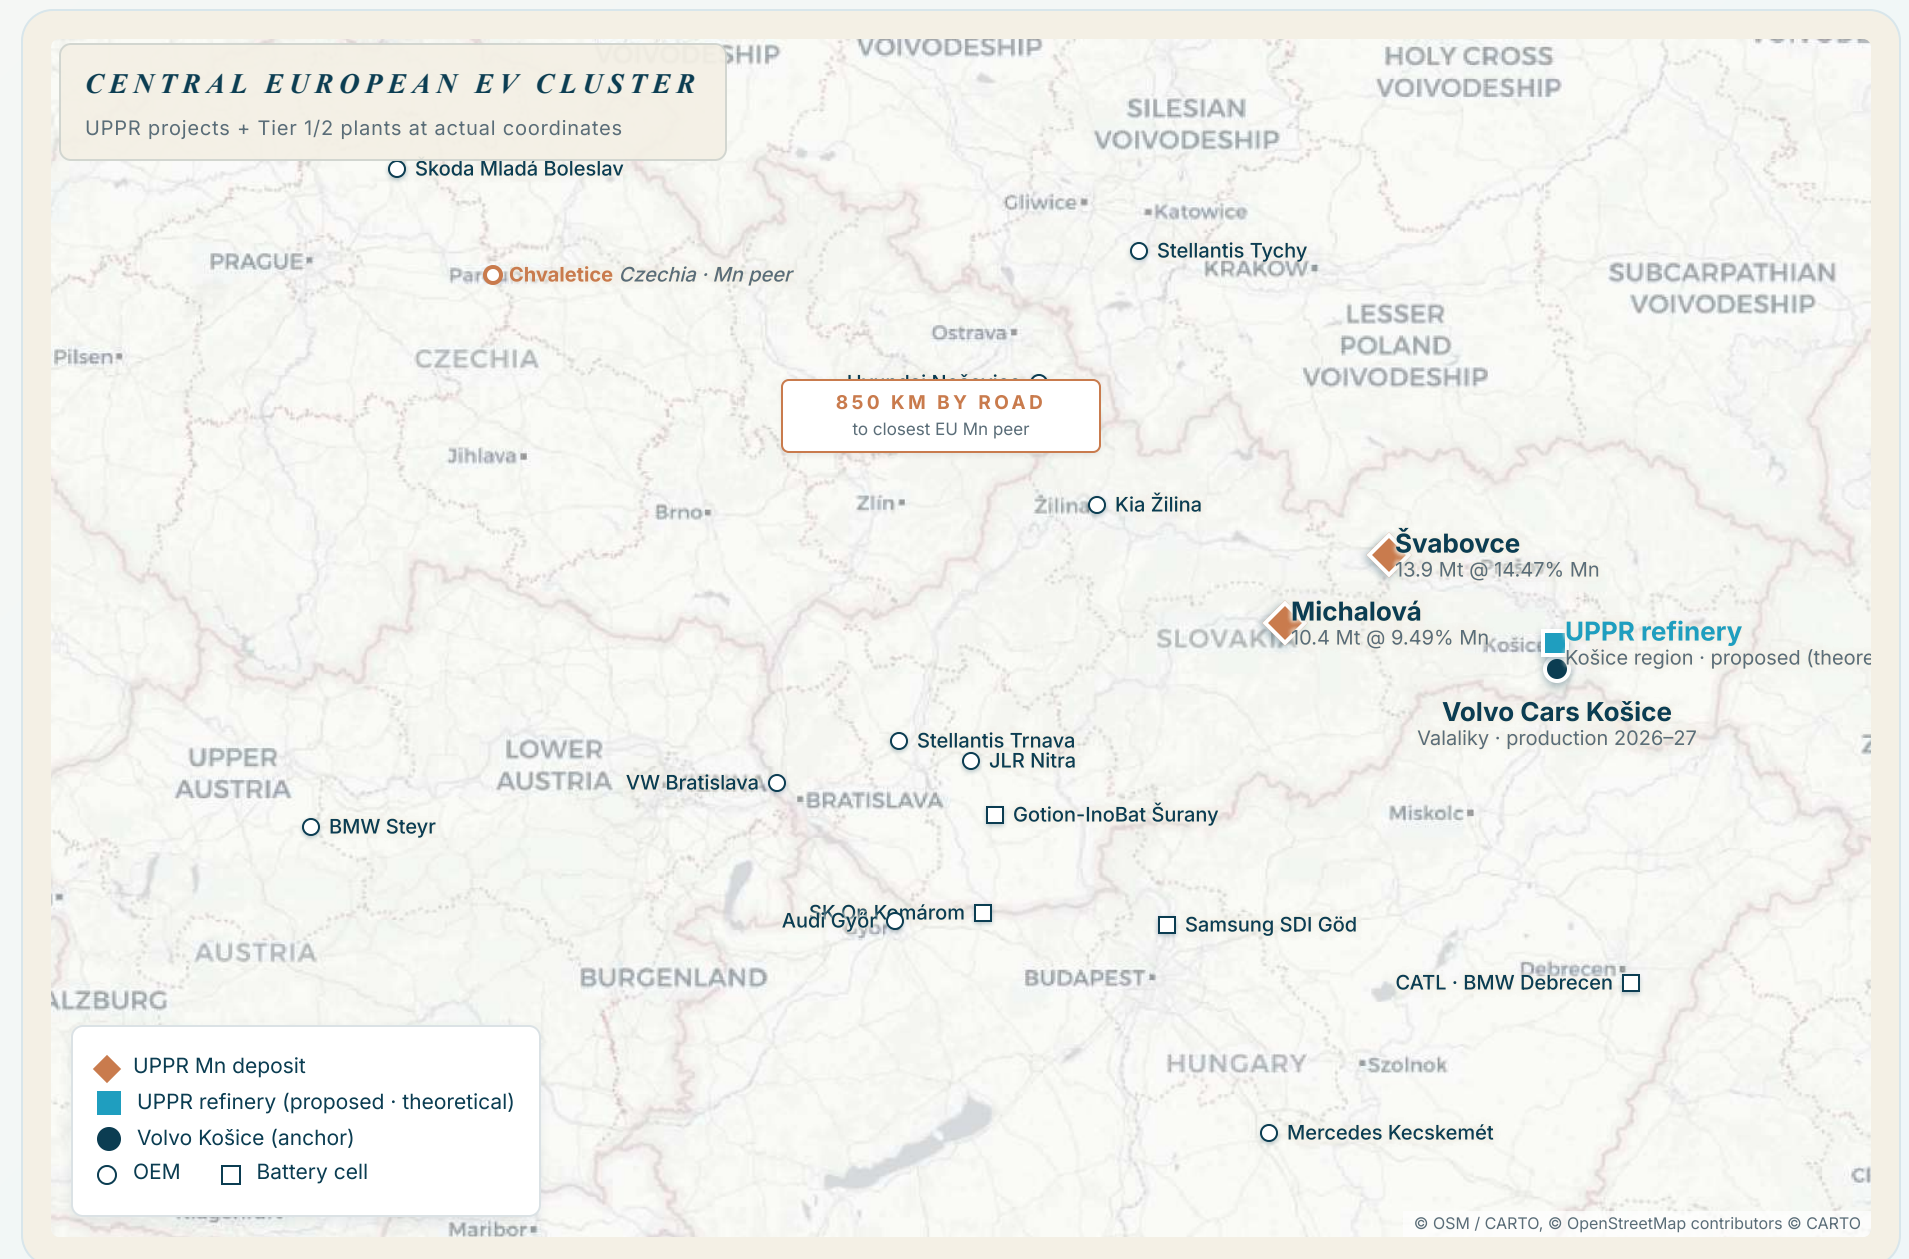 VOIVODESHIP
VOIVODESHIP
HOLY CROSS
VOIVODESHIP
CENTRAL EUROPEAN EV CLUSTER
UPPR projects + Tier 1/2 plants at actual coordinates
SILESIAN
VOIVODESHIP
Skoda Mladá Boleslav
Gliwice
Katowice
PRAGUE
Stellantis Tychy
KRAKOW
Chvaletice Czechia · Mn peer
SUBCARPATHIAN
VOIVODESHIP
LESSER
POLAND
VOIVODESHIP
Ostrava
Pilsen
CZECHIA
Hyundai Nošovice
850 KM BY ROAD
to closest EU Mn peer
Jihlava
Brno
Zlín
Žilina
Kia Žilina
Švabovce
13.9 Mt @ 14.47% Mn
Michalová
10.4 Mt @ 9.49% Mn
SLOVAKIA
Košice
UPPR refinery
Košice region · proposed (theore
Volvo Cars Košice
Valaliky · production 2026–27
UPPER
AUSTRIA
LOWER
AUSTRIA
Stellantis Trnava
JLR Nitra
VW Bratislava
BRATISLAVA
Gotion-InoBat Šurany
Miskolc
BMW Steyr
SK On Komárom
Audi Győr
Győr
Samsung SDI Göd
AUSTRIA
BURGENLAND
BUDAPEST
Debrecen
CATL · BMW Debrecen
ALZBURG
HUNGARY
Szolnok
UPPR Mn deposit
UPPR refinery (proposed · theoretical)
Volvo Košice (anchor)
OEM
Battery cell
Mercedes Kecskemét
Maribor
© OSM / CARTO, © OpenStreetMap contributors © CARTO